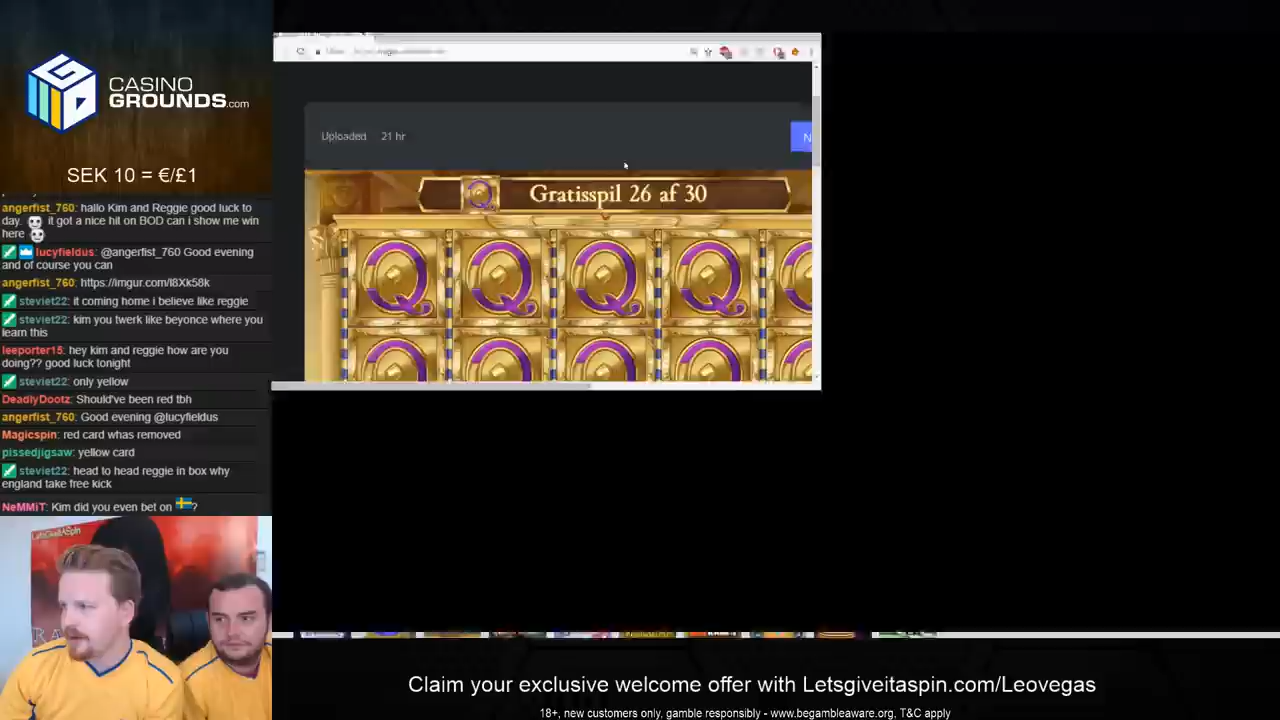 CASINO
GROUNDS.com
SEK 10 = €/£1
angerfist_760: hallo Kim and Reggie good luck to
day. it got a nice hit on BOD can i show me win
here
lucyfieldus: @angerfist_760 Good evening
and of course you can
angerfist_760: https://imgur.com/l8Xk58k
steviet22: it coming home i believe like reggie
steviet22: kim you twerk like beyonce where you
learn this
leeporter15: hey kim and reggie how are you
doing?? good luck tonight
steviet22: only yellow
DeadlyDootz: Should've been red tbh
angerfist_760: Good evening @lucyfieldus
Magicspin: red card whas removed
pissedjigsaw: yellow card
steviet22: head to head reggie in box why
england take free kick
NeMMiT: Kim did you even bet on ?
LetsGiveItASpin
Uploaded 21 hr
N
Gratisspil 26 af 30
Q Q Q Q Q
Claim your exclusive welcome offer with Letsgiveitaspin.com/Leovegas
18+, new customers only, gamble responsibly - www.begambleaware.org, T&C apply